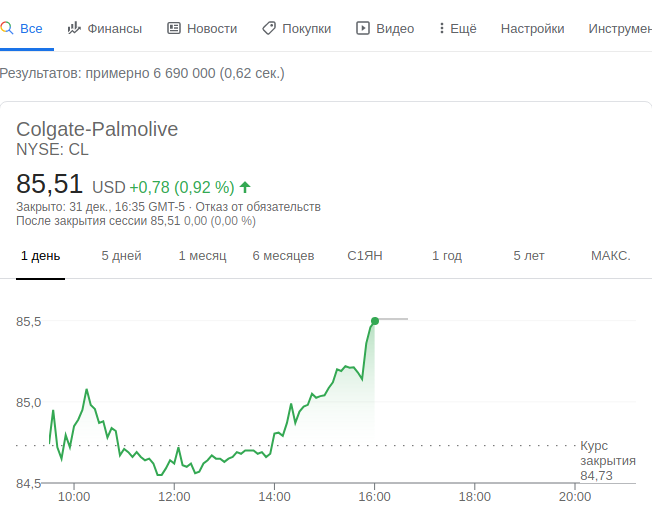 Все Финансы Новости Покупки Видео Ещё Настройки Инструмен
Результатов: примерно 6 690 000 (0,62 сек.)
Colgate-Palmolive
NYSE: CL
85,51 USD +0,78 (0,92 %)
Закрыто: 31 дек., 16:35 GMT-5 · Отказ от обязательств
После закрытия сессии 85,51 0,00 (0,00 %)
1 день 5 дней 1 месяц 6 месяцев С1ЯН 1 год 5 лет МАКС.
85,5
85,0
Курс
закрытия
84,73
84,5
10:00 12:00 14:00 16:00 18:00 20:00